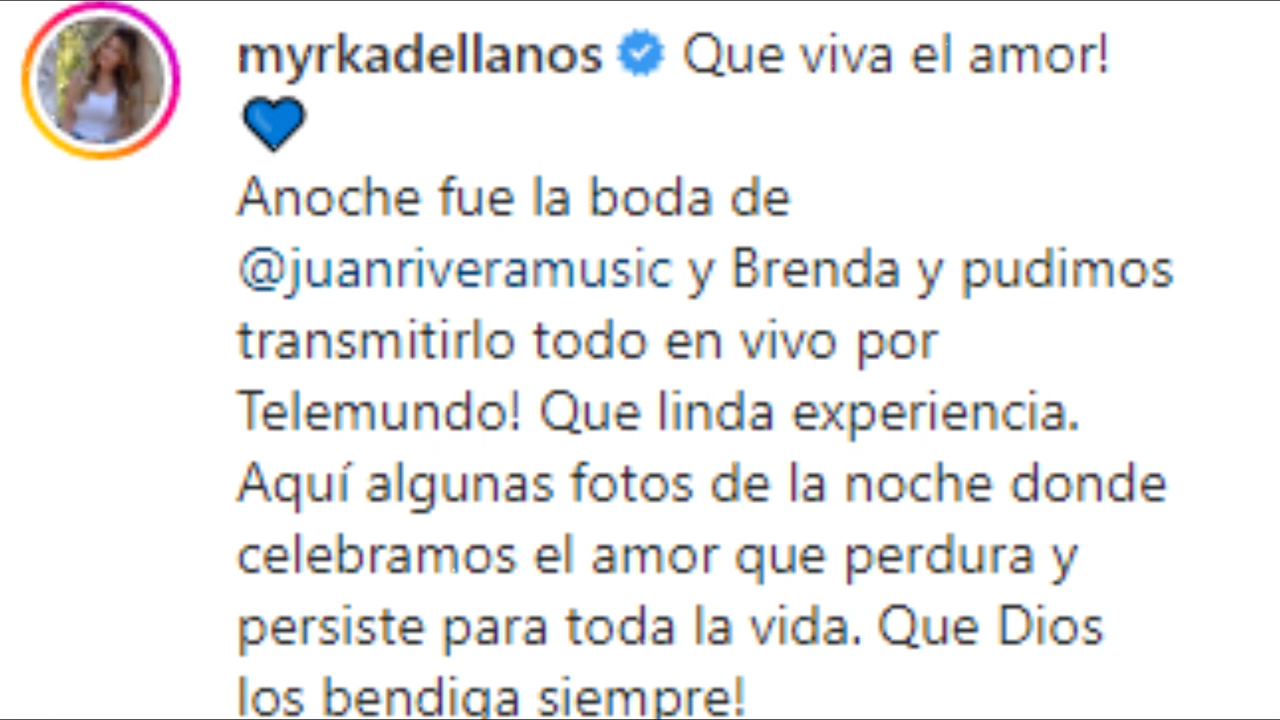 myrkadellanos Que viva el amor!
💙
Anoche fue la boda de
@juanriveramusic y Brenda y pudimos
transmitirlo todo en vivo por
Telemundo! Que linda experiencia.
Aquí algunas fotos de la noche donde
celebramos el amor que perdura y
persiste para toda la vida. Que Dios
los bendiga siempre!